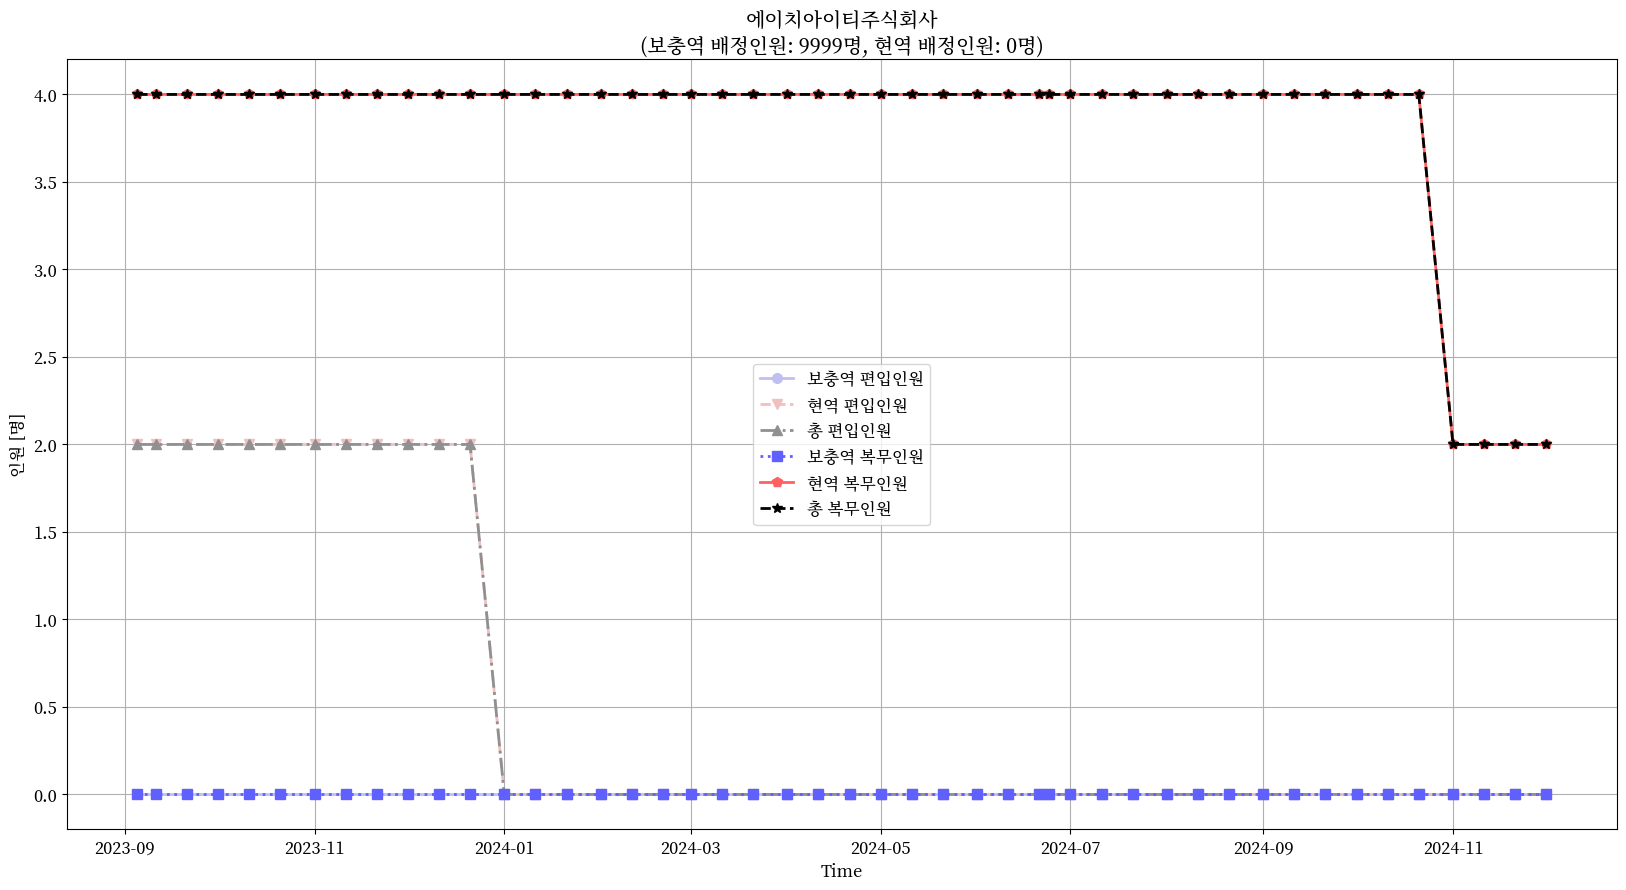 에이치아이티주식회사
(보충역 배정인원: 9999명, 현역 배정인원: 0명)
인원 [명]
4.0
3.5
3.0
2.5
2.0
1.5
1.0
0.5
0.0
보충역 편입인원
현역 편입인원
총 편입인원
보충역 복무인원
현역 복무인원
총 복무인원
2023-09 2023-11 2024-01 2024-03 2024-05 2024-07 2024-09 2024-11
Time